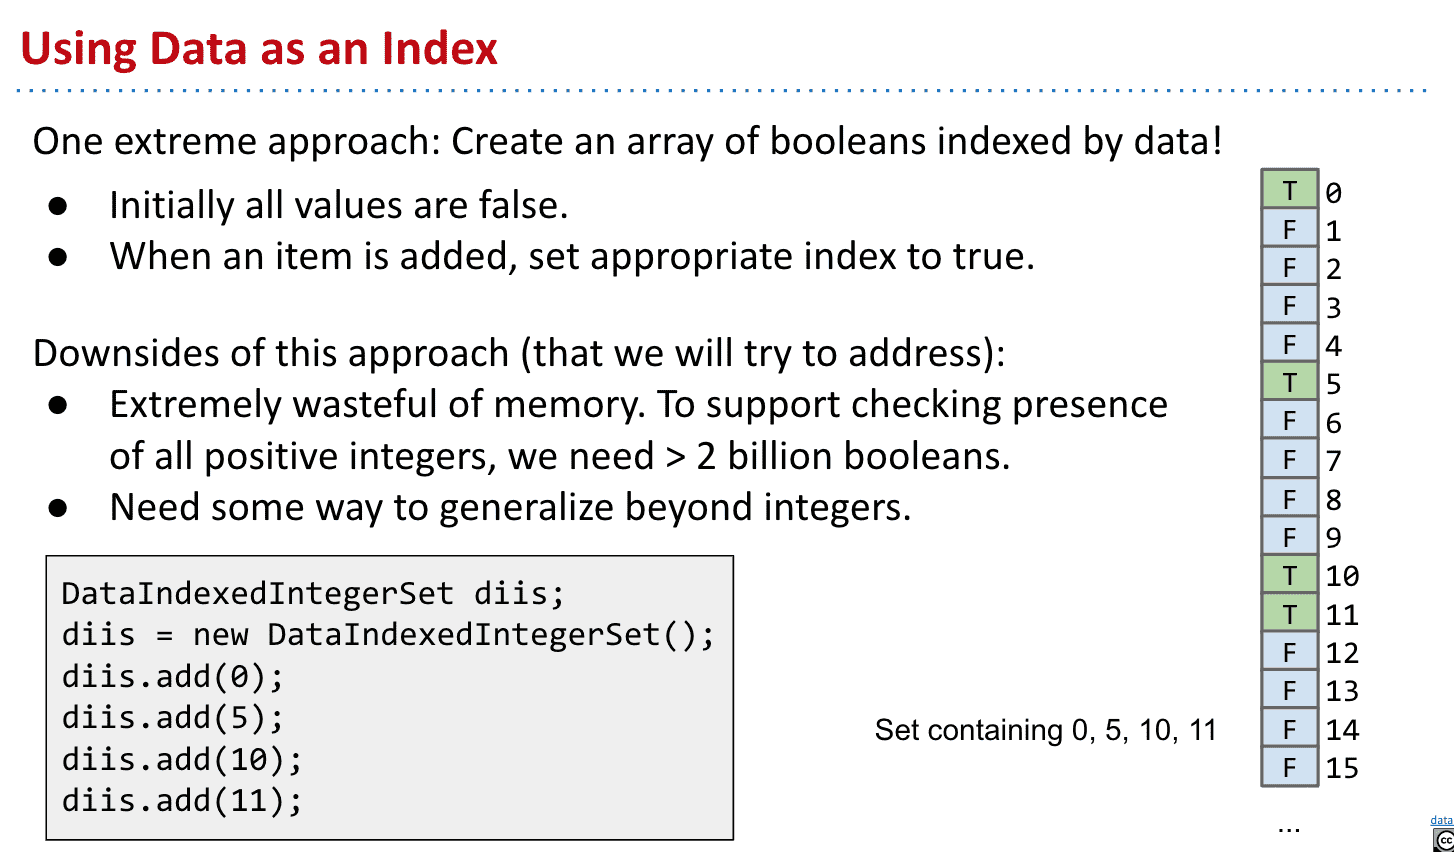 Using Data as an Index
One extreme approach: Create an array of booleans indexed by data!
● Initially all values are false.
● When an item is added, set appropriate index to true.
Downsides of this approach (that we will try to address):
● Extremely wasteful of memory. To support checking presence
of all positive integers, we need > 2 billion booleans.
● Need some way to generalize beyond integers.
DataIndexedIntegerSet diis;
diis = new DataIndexedIntegerSet();
diis.add(0);
diis.add(5);
diis.add(10);
diis.add(11);
Set containing 0, 5, 10, 11
T 0
F 1
F 2
F 3
F 4
T 5
F 6
F 7
F 8
F 9
T 10
T 11
F 12
F 13
F 14
F 15
...
data
cc